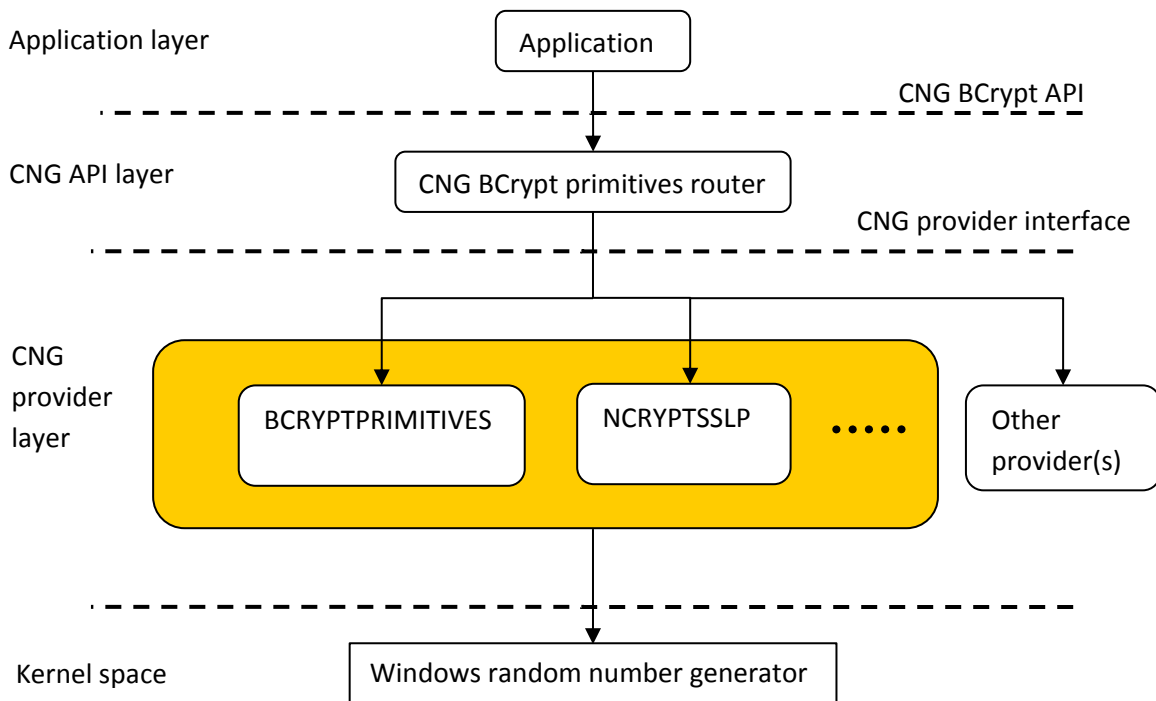 Application layer
Application
CNG BCrypt API
CNG API layer
CNG BCrypt primitives router
CNG provider interface
CNG
provider
layer
BCRYPTPRIMITIVES
NCRYPTSSLP
.....
Other
provider(s)
Kernel space
Windows random number generator